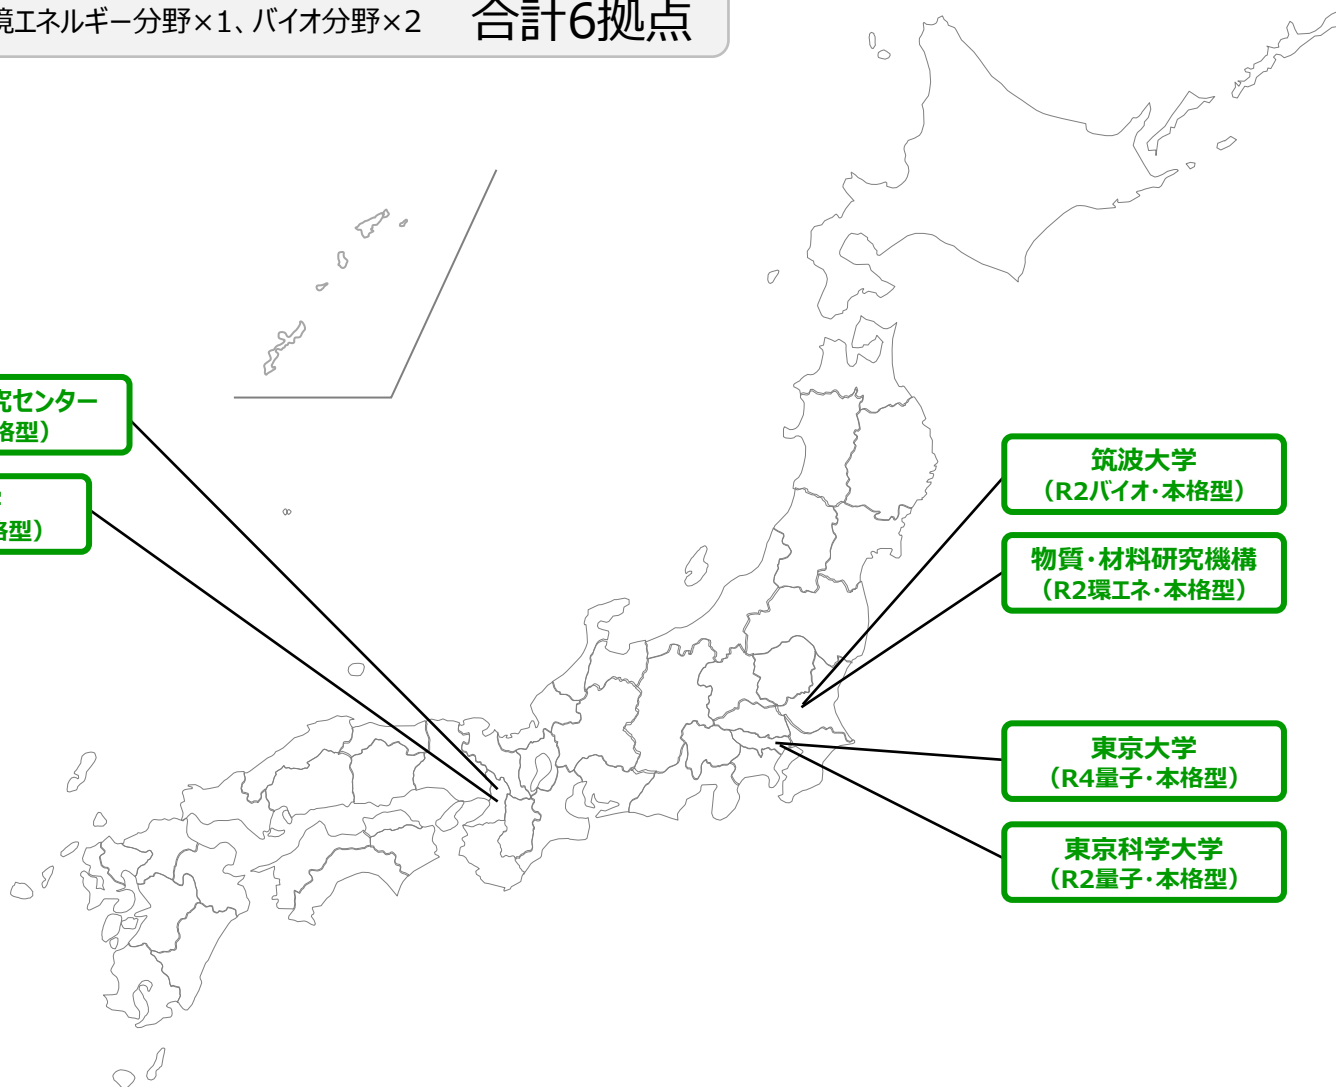 境エネルギー分野×1、バイオ分野×2 合計6拠点
究センター
格型）
格型）
筑波大学
（R2バイオ・本格型）
物質・材料研究機構
（R2環エネ・本格型）
東京大学
（R4量子・本格型）
東京科学大学
（R2量子・本格型）